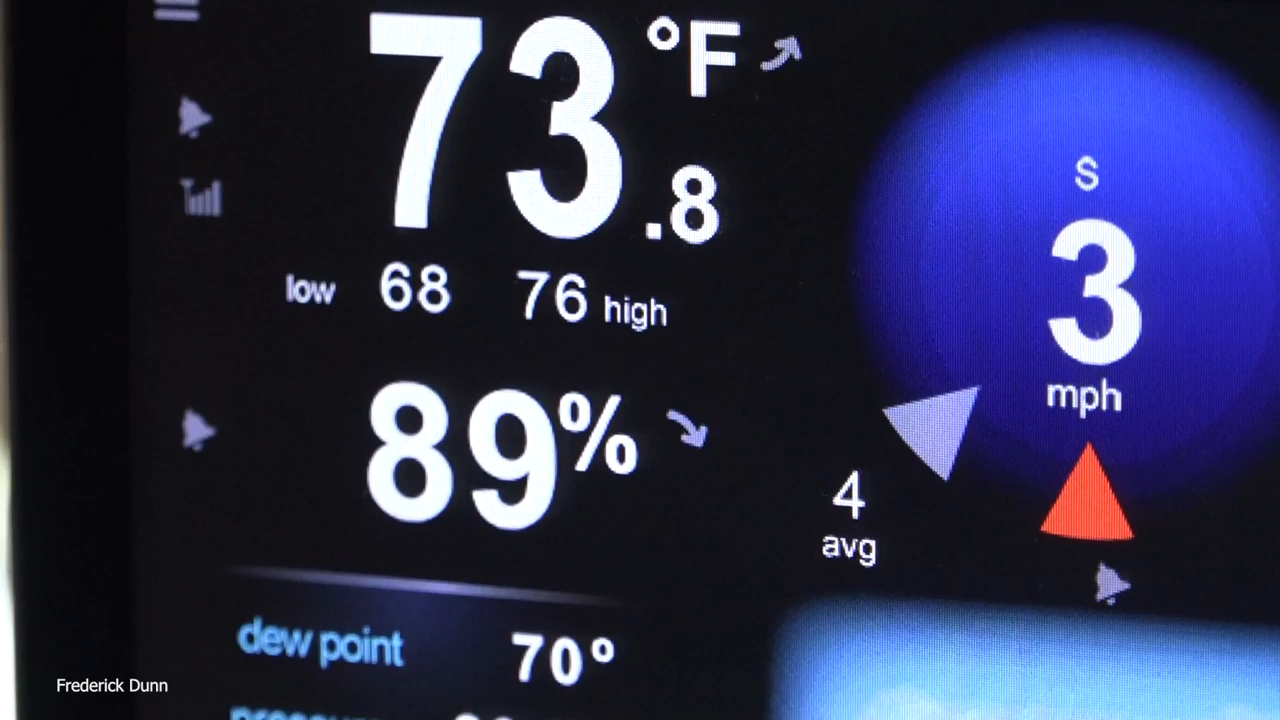 73.8 °F
low 68 76 high
89%
dew point 70°
S
3
mph
4
avg
Frederick Dunn